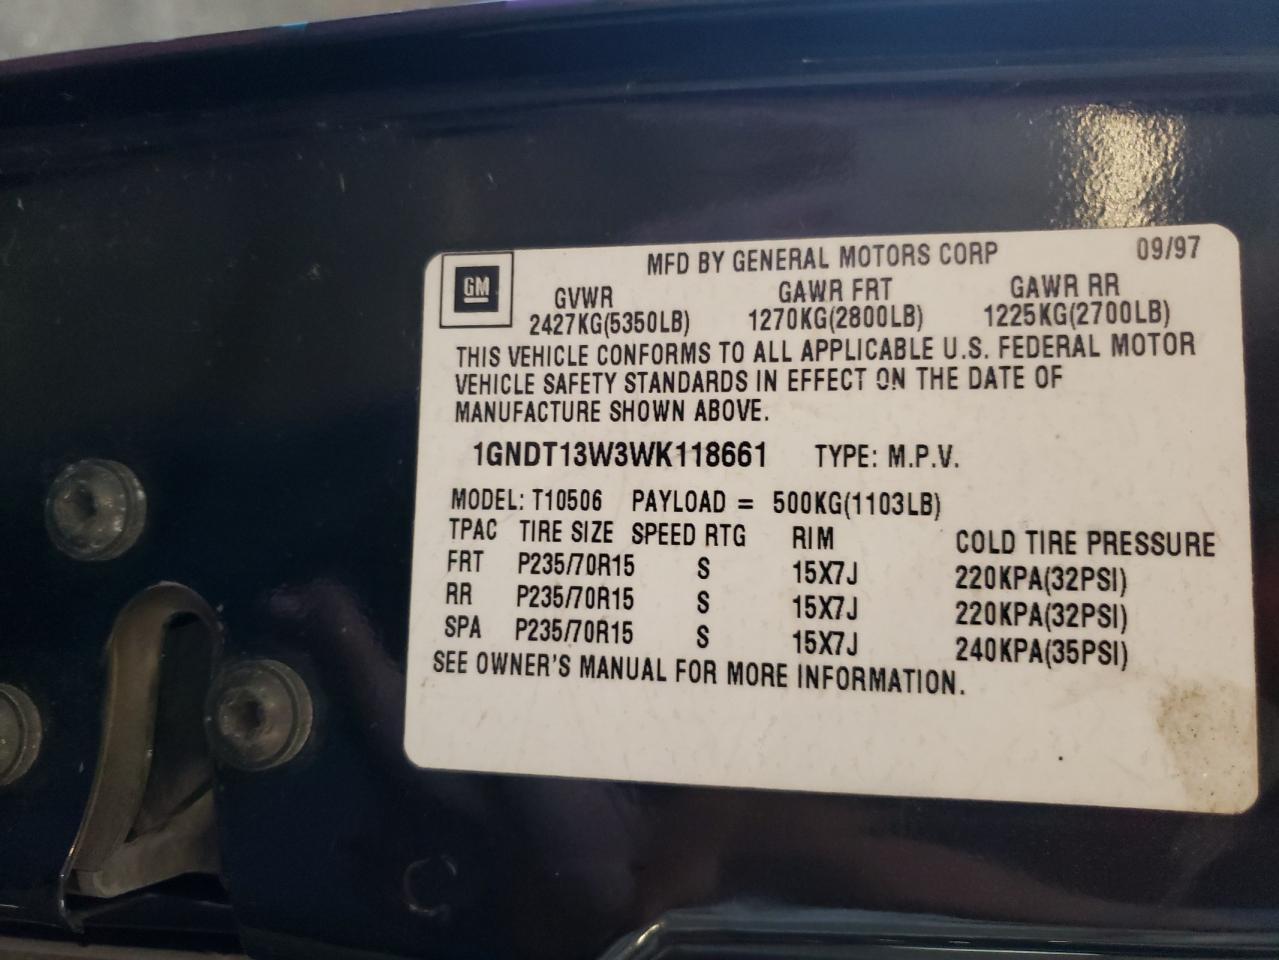 MFD BY GENERAL MOTORS CORP 09/97
GM
GVWR GAWR FRT GAWR RR
2427KG(5350LB) 1270KG(2800LB) 1225KG(2700LB)
THIS VEHICLE CONFORMS TO ALL APPLICABLE U.S. FEDERAL MOTOR
VEHICLE SAFETY STANDARDS IN EFFECT ON THE DATE OF
MANUFACTURE SHOWN ABOVE.
1GNDT13W3WK118661 TYPE: M.P.V.
MODEL: T10506 PAYLOAD = 500KG(1103LB)
TPAC TIRE SIZE SPEED RTG RIM COLD TIRE PRESSURE
FRT P235/70R15 S 15X7J 220KPA(32PSI)
RR P235/70R15 S 15X7J 220KPA(32PSI)
SPA P235/70R15 S 15X7J 240KPA(35PSI)
SEE OWNER'S MANUAL FOR MORE INFORMATION.